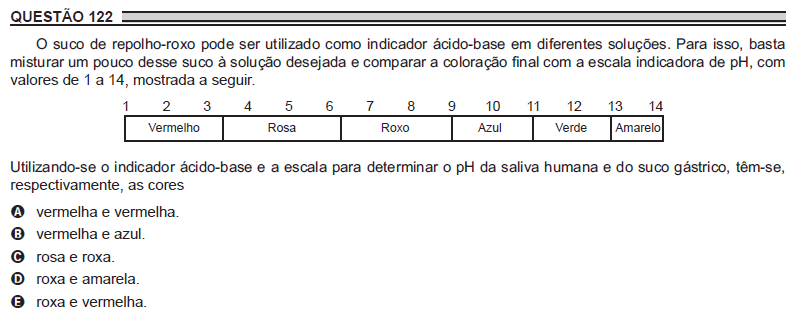 QUESTÃO 122
O suco de repolho-roxo pode ser utilizado como indicador ácido-base em diferentes soluções. Para isso, basta
misturar um pouco desse suco à solução desejada e comparar a coloração final com a escala indicadora de pH, com
valores de 1 a 14, mostrada a seguir.
1 2 3 4 5 6 7 8 9 10 11 12 13 14
Vermelho Rosa Roxo Azul Verde Amarelo
Utilizando-se o indicador ácido-base e a escala para determinar o pH da saliva humana e do suco gástrico, têm-se,
respectivamente, as cores
A vermelha e vermelha.
B vermelha e azul.
C rosa e roxa.
D roxa e amarela.
E roxa e vermelha.